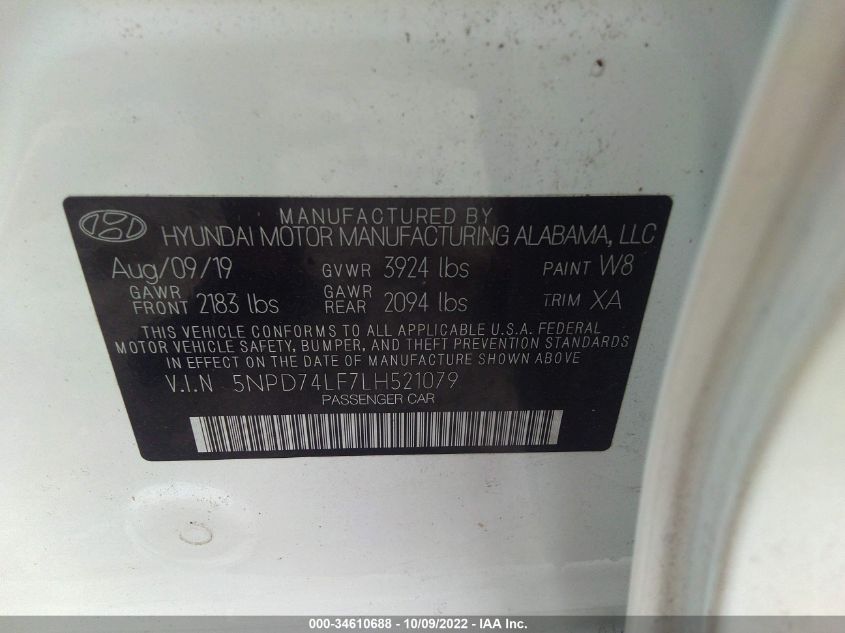 MANUFACTURED BY
HYUNDAI MOTOR MANUFACTURING ALABAMA, LLC
Aug/09/19 GVWR 3924 lbs PAINT W8
GAWR FRONT 2183 lbs GAWR REAR 2094 lbs TRIM XA
THIS VEHICLE CONFORMS TO ALL APPLICABLE U.S.A. FEDERAL
MOTOR VEHICLE SAFETY, BUMPER, AND THEFT PREVENTION STANDARDS
IN EFFECT ON THE DATE OF MANUFACTURE SHOWN ABOVE.
V.I.N 5NPD74LF7LH521079
PASSENGER CAR
000-34610688 - 10/09/2022 - IAA Inc.